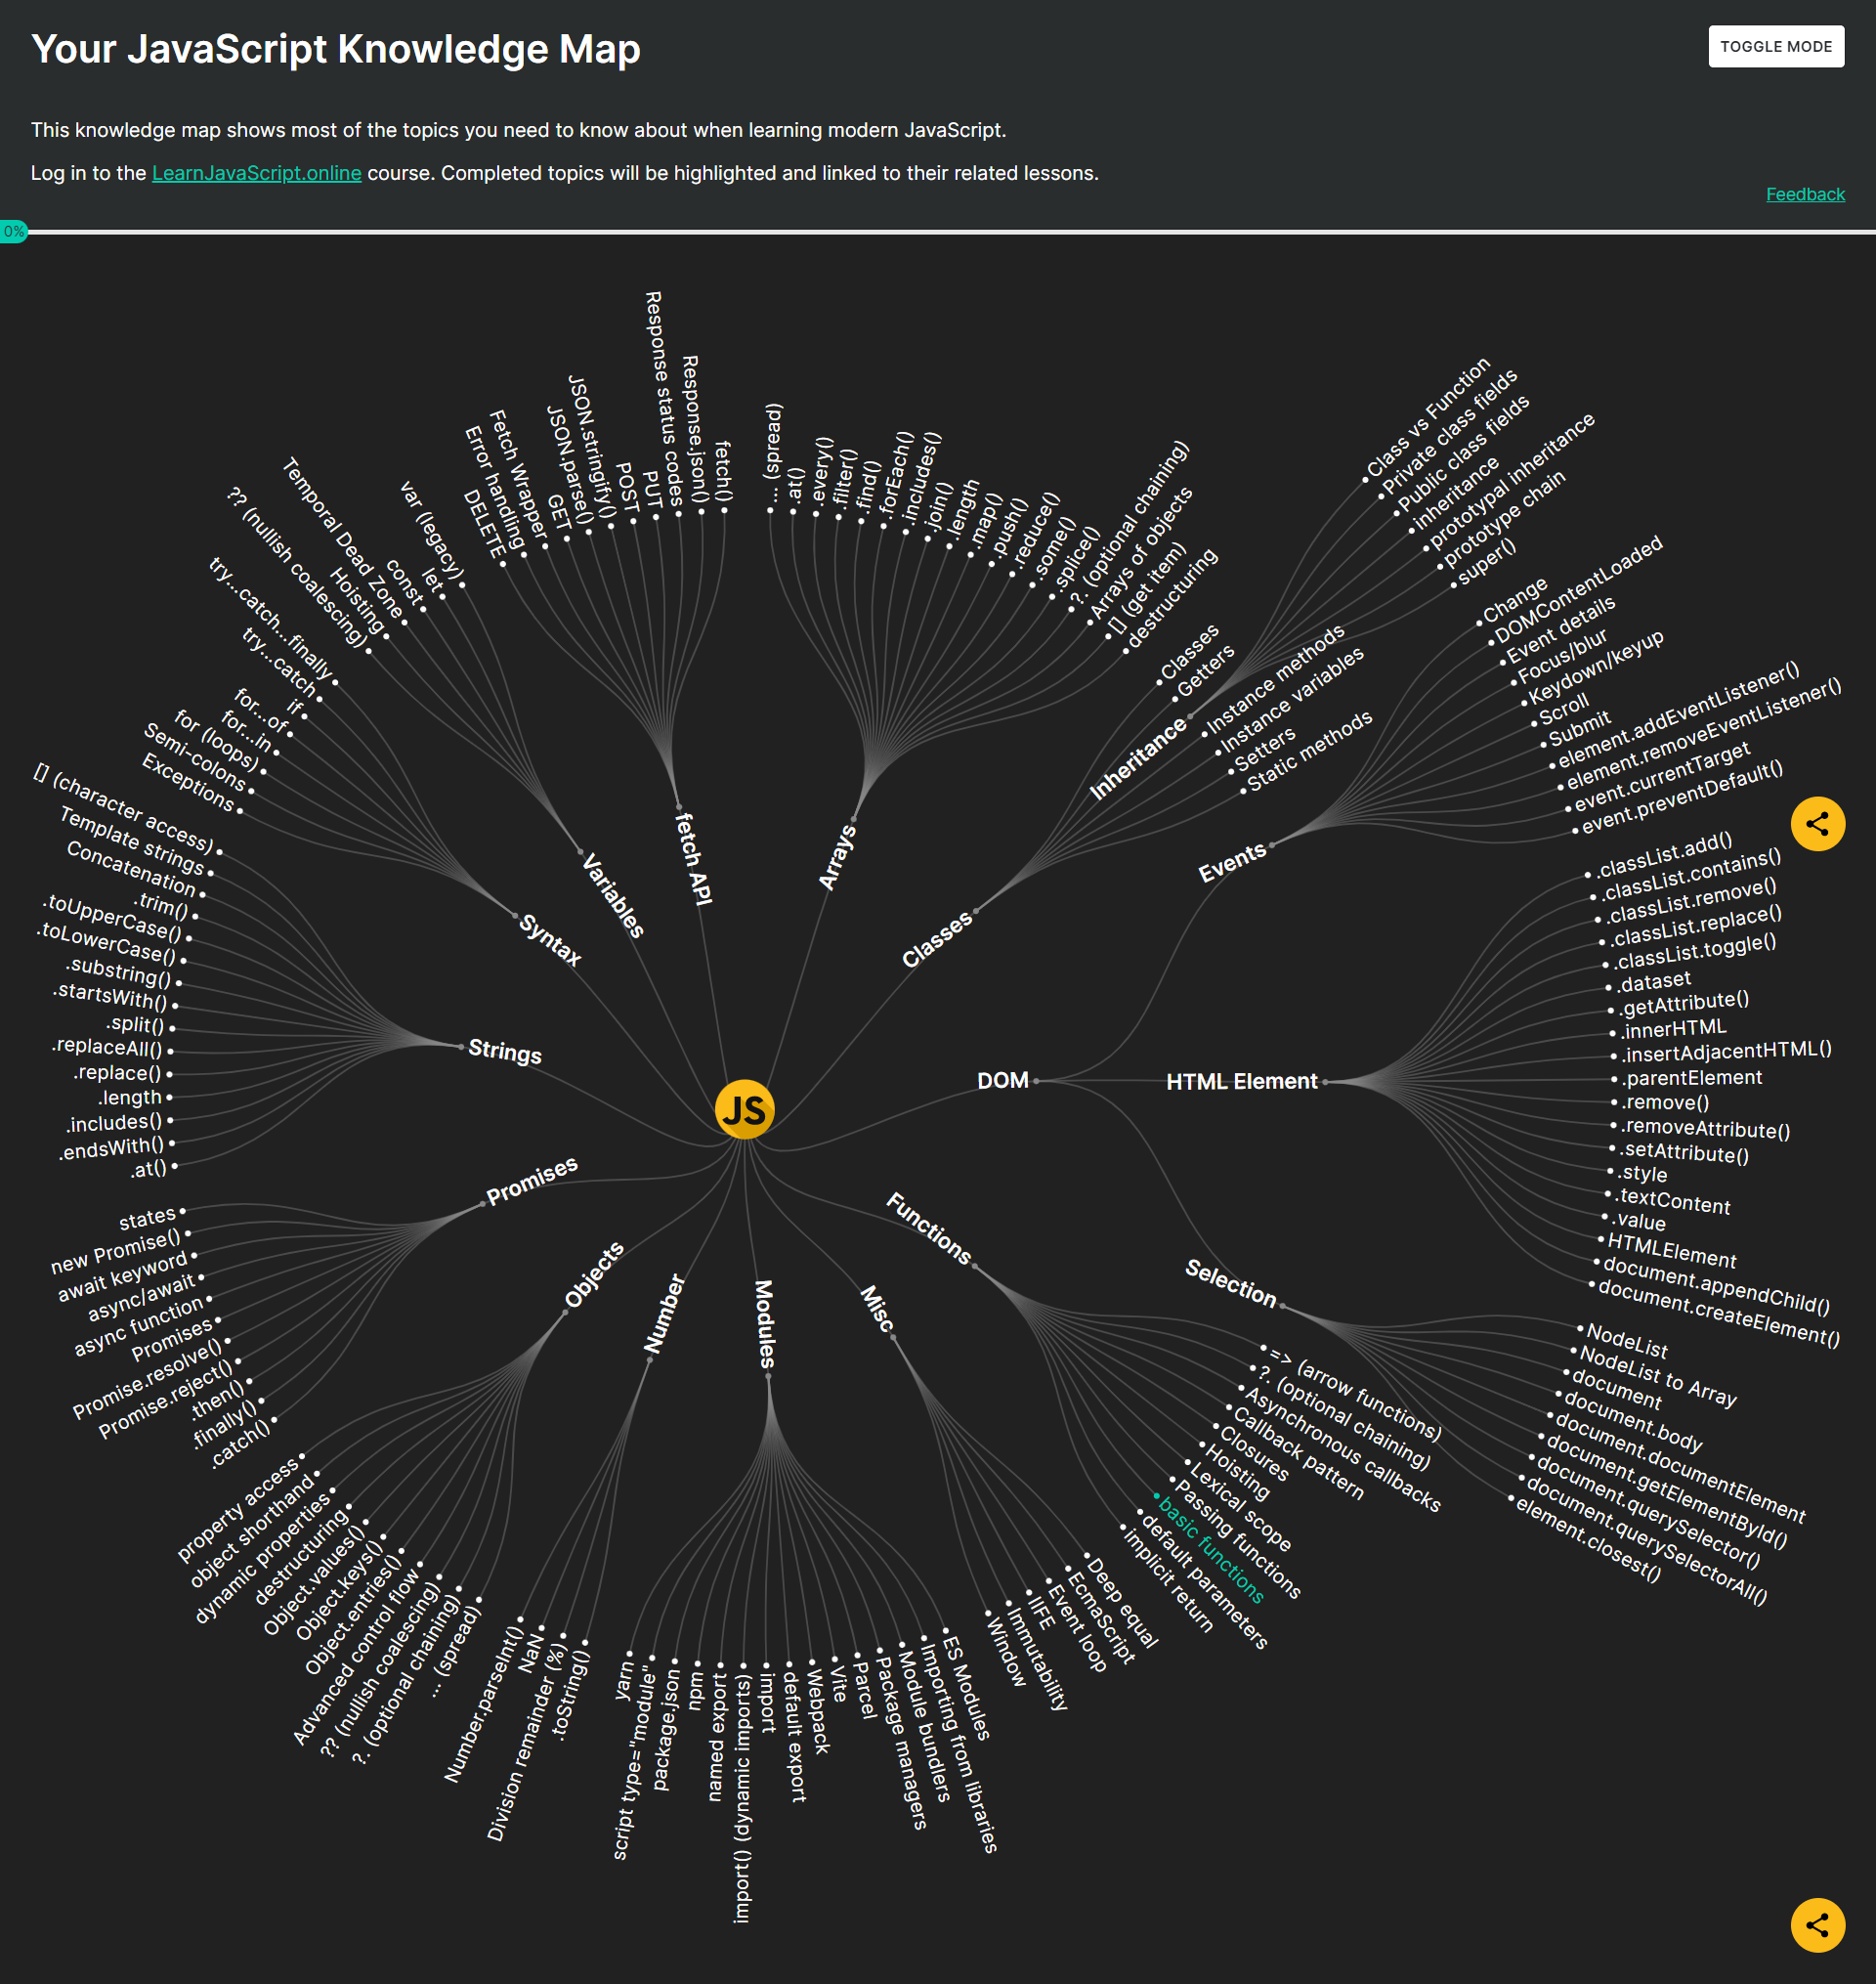 Your JavaScript Knowledge Map
TOGGLE MODE
This knowledge map shows most of the topics you need to know about when learning modern JavaScript.
Log in to the LearnJavaScript.online course. Completed topics will be highlighted and linked to their related lessons.
Feedback
0%
JS
fetch API
DELETE
Error handling
Fetch Wrapper
GET
JSON.parse()
JSON.stringify()
POST
PUT
Response status codes
Response.json()
fetch()
Arrays
... (spread)
.at()
.every()
.filter()
.find()
.forEach()
.includes()
.join()
.length
.map()
.push()
.reduce()
.some()
.splice()
?. (optional chaining)
Arrays of objects
[] (get item)
destructuring
Classes
Classes
Getters
Inheritance
Class vs Function
Private class fields
Public class fields
inheritance
prototypal inheritance
prototype chain
super()
Instance methods
Instance variables
Setters
Static methods
DOM
Events
Change
DOMContentLoaded
Event details
Focus/blur
Keydown/keyup
Scroll
Submit
element.addEventListener()
element.removeEventListener()
event.currentTarget
event.preventDefault()
HTML Element
.classList.add()
.classList.contains()
.classList.remove()
.classList.replace()
.classList.toggle()
.dataset
.getAttribute()
.innerHTML
.insertAdjacentHTML()
.parentElement
.remove()
.removeAttribute()
.setAttribute()
.style
.textContent
.value
HTMLElement
document.appendChild()
document.createElement()
Selection
NodeList
NodeList to Array
document
document.body
document.documentElement
document.getElementById()
document.querySelector()
document.querySelectorAll()
element.closest()
Functions
=> (arrow functions)
?. (optional chaining)
Asynchronous callbacks
Callback pattern
Closures
Hoisting
Lexical scope
Passing functions
basic functions
default parameters
implicit return
Misc
Deep equal
EcmaScript
Event loop
IIFE
Immutability
Window
Modules
ES Modules
Importing from libraries
Module bundlers
Package managers
Parcel
Vite
Webpack
default export
import
import() (dynamic imports)
named export
npm
package.json
script type="module"
yarn
Number
.toString()
Division remainder (%)
NaN
Number.parseInt()
Objects
... (spread)
?. (optional chaining)
?? (nullish coalescing)
Advanced control flow
Object.entries()
Object.keys()
Object.values()
destructuring
dynamic properties
object shorthand
property access
Promises
.catch()
.finally()
.then()
Promise.reject()
Promise.resolve()
Promises
async function
async/await
await keyword
new Promise()
states
Strings
.at()
.endsWith()
.includes()
.length
.replace()
.replaceAll()
.split()
.startsWith()
.substring()
.toLowerCase()
.toUpperCase()
.trim()
Concatenation
Template strings
[] (character access)
Syntax
Exceptions
Semi-colons
for (loops)
for...in
for...of
if
try...catch
try...catch...finally
Variables
?? (nullish coalescing)
Hoisting
Temporal Dead Zone
const
let
var (legacy)